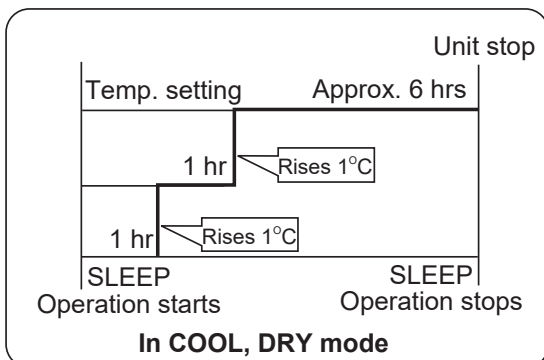 Unit stop
Temp. setting
Approx. 6 hrs
1 hr
Rises 1°C
1 hr
Rises 1°C
SLEEP
Operation starts
SLEEP
Operation stops
In COOL, DRY mode